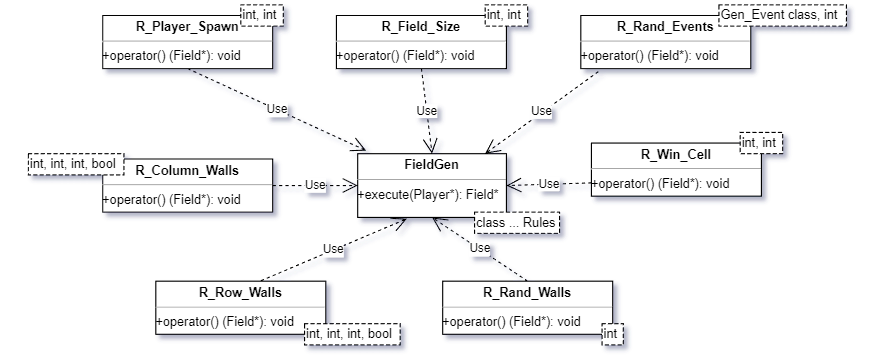 int, int
R_Player_Spawn
+operator() (Field*): void
int, int
R_Field_Size
+operator() (Field*): void
Gen_Event class, int
R_Rand_Events
+operator() (Field*): void
Use
Use
Use
int, int, int, bool
R_Column_Walls
+operator() (Field*): void
Use
FieldGen
+execute(Player*): Field*
class ... Rules
Use
int, int
R_Win_Cell
+operator() (Field*): void
Use
Use
R_Row_Walls
+operator() (Field*): void
int, int, int, bool
R_Rand_Walls
+operator() (Field*): void
int